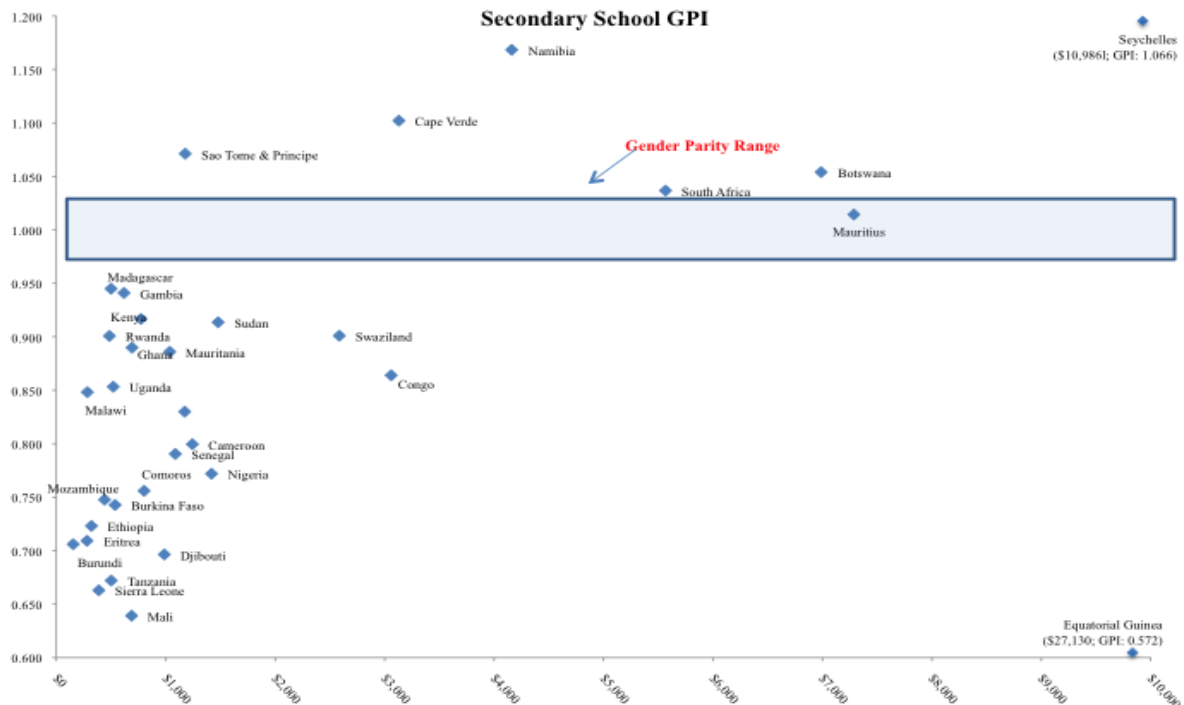 Secondary School GPI
1.200
Seychelles
($10,986l; GPI: 1.066)
Namibia
1.150
1.100
Cape Verde
Gender Parity Range
Sao Tome & Principe
1.050
Botswana
South Africa
1.000
Mauritius
0.950
Madagascar
Gambia
Kenya
Sudan
0.900
Rwanda
Swaziland
Ghana
Mauritania
Congo
0.850
Uganda
Malawi
0.800
Cameroon
Senegal
Comoros
Nigeria
0.750
Mozambique
Burkina Faso
Ethiopia
0.700
Eritrea
Djibouti
Burundi
Tanzania
0.650
Sierra Leone
Mali
Equatorial Guinea
($27,130; GPI: 0.572)
0.600
$0
$1,000
$2,000
$3,000
$4,000
$5,000
$6,000
$7,000
$8,000
$9,000
$10,000